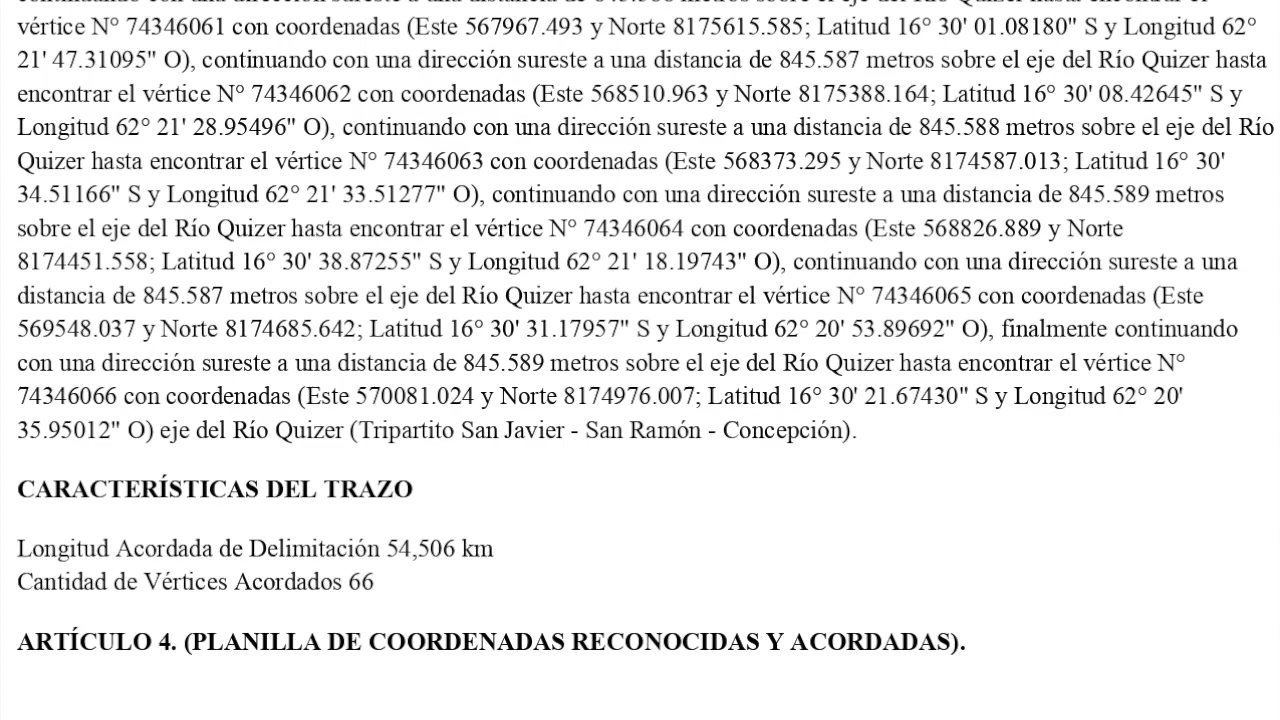 vértice N° 74346061 con coordenadas (Este 567967.493 y Norte 8175615.585; Latitud 16° 30' 01.08180" S y Longitud 62°
21' 47.31095" O), continuando con una dirección sureste a una distancia de 845.587 metros sobre el eje del Río Quizer hasta
encontrar el vértice N° 74346062 con coordenadas (Este 568510.963 y Norte 8175388.164; Latitud 16° 30' 08.42645" S y
Longitud 62° 21' 28.95496" O), continuando con una dirección sureste a una distancia de 845.588 metros sobre el eje del Río
Quizer hasta encontrar el vértice N° 74346063 con coordenadas (Este 568373.295 y Norte 8174587.013; Latitud 16° 30'
34.51166" S y Longitud 62° 21' 33.51277" O), continuando con una dirección sureste a una distancia de 845.589 metros
sobre el eje del Río Quizer hasta encontrar el vértice N° 74346064 con coordenadas (Este 568826.889 y Norte
8174451.558; Latitud 16° 30' 38.87255" S y Longitud 62° 21' 18.19743" O), continuando con una dirección sureste a una
distancia de 845.587 metros sobre el eje del Río Quizer hasta encontrar el vértice N° 74346065 con coordenadas (Este
569548.037 y Norte 8174685.642; Latitud 16° 30' 31.17957" S y Longitud 62° 20' 53.89692" O), finalmente continuando
con una dirección sureste a una distancia de 845.589 metros sobre el eje del Río Quizer hasta encontrar el vértice N°
74346066 con coordenadas (Este 570081.024 y Norte 8174976.007; Latitud 16° 30' 21.67430" S y Longitud 62° 20'
35.95012" O) eje del Río Quizer (Tripartito San Javier - San Ramón - Concepción).
CARACTERÍSTICAS DEL TRAZO
Longitud Acordada de Delimitación 54,506 km
Cantidad de Vértices Acordados 66
ARTÍCULO 4. (PLANILLA DE COORDENADAS RECONOCIDAS Y ACORDADAS).